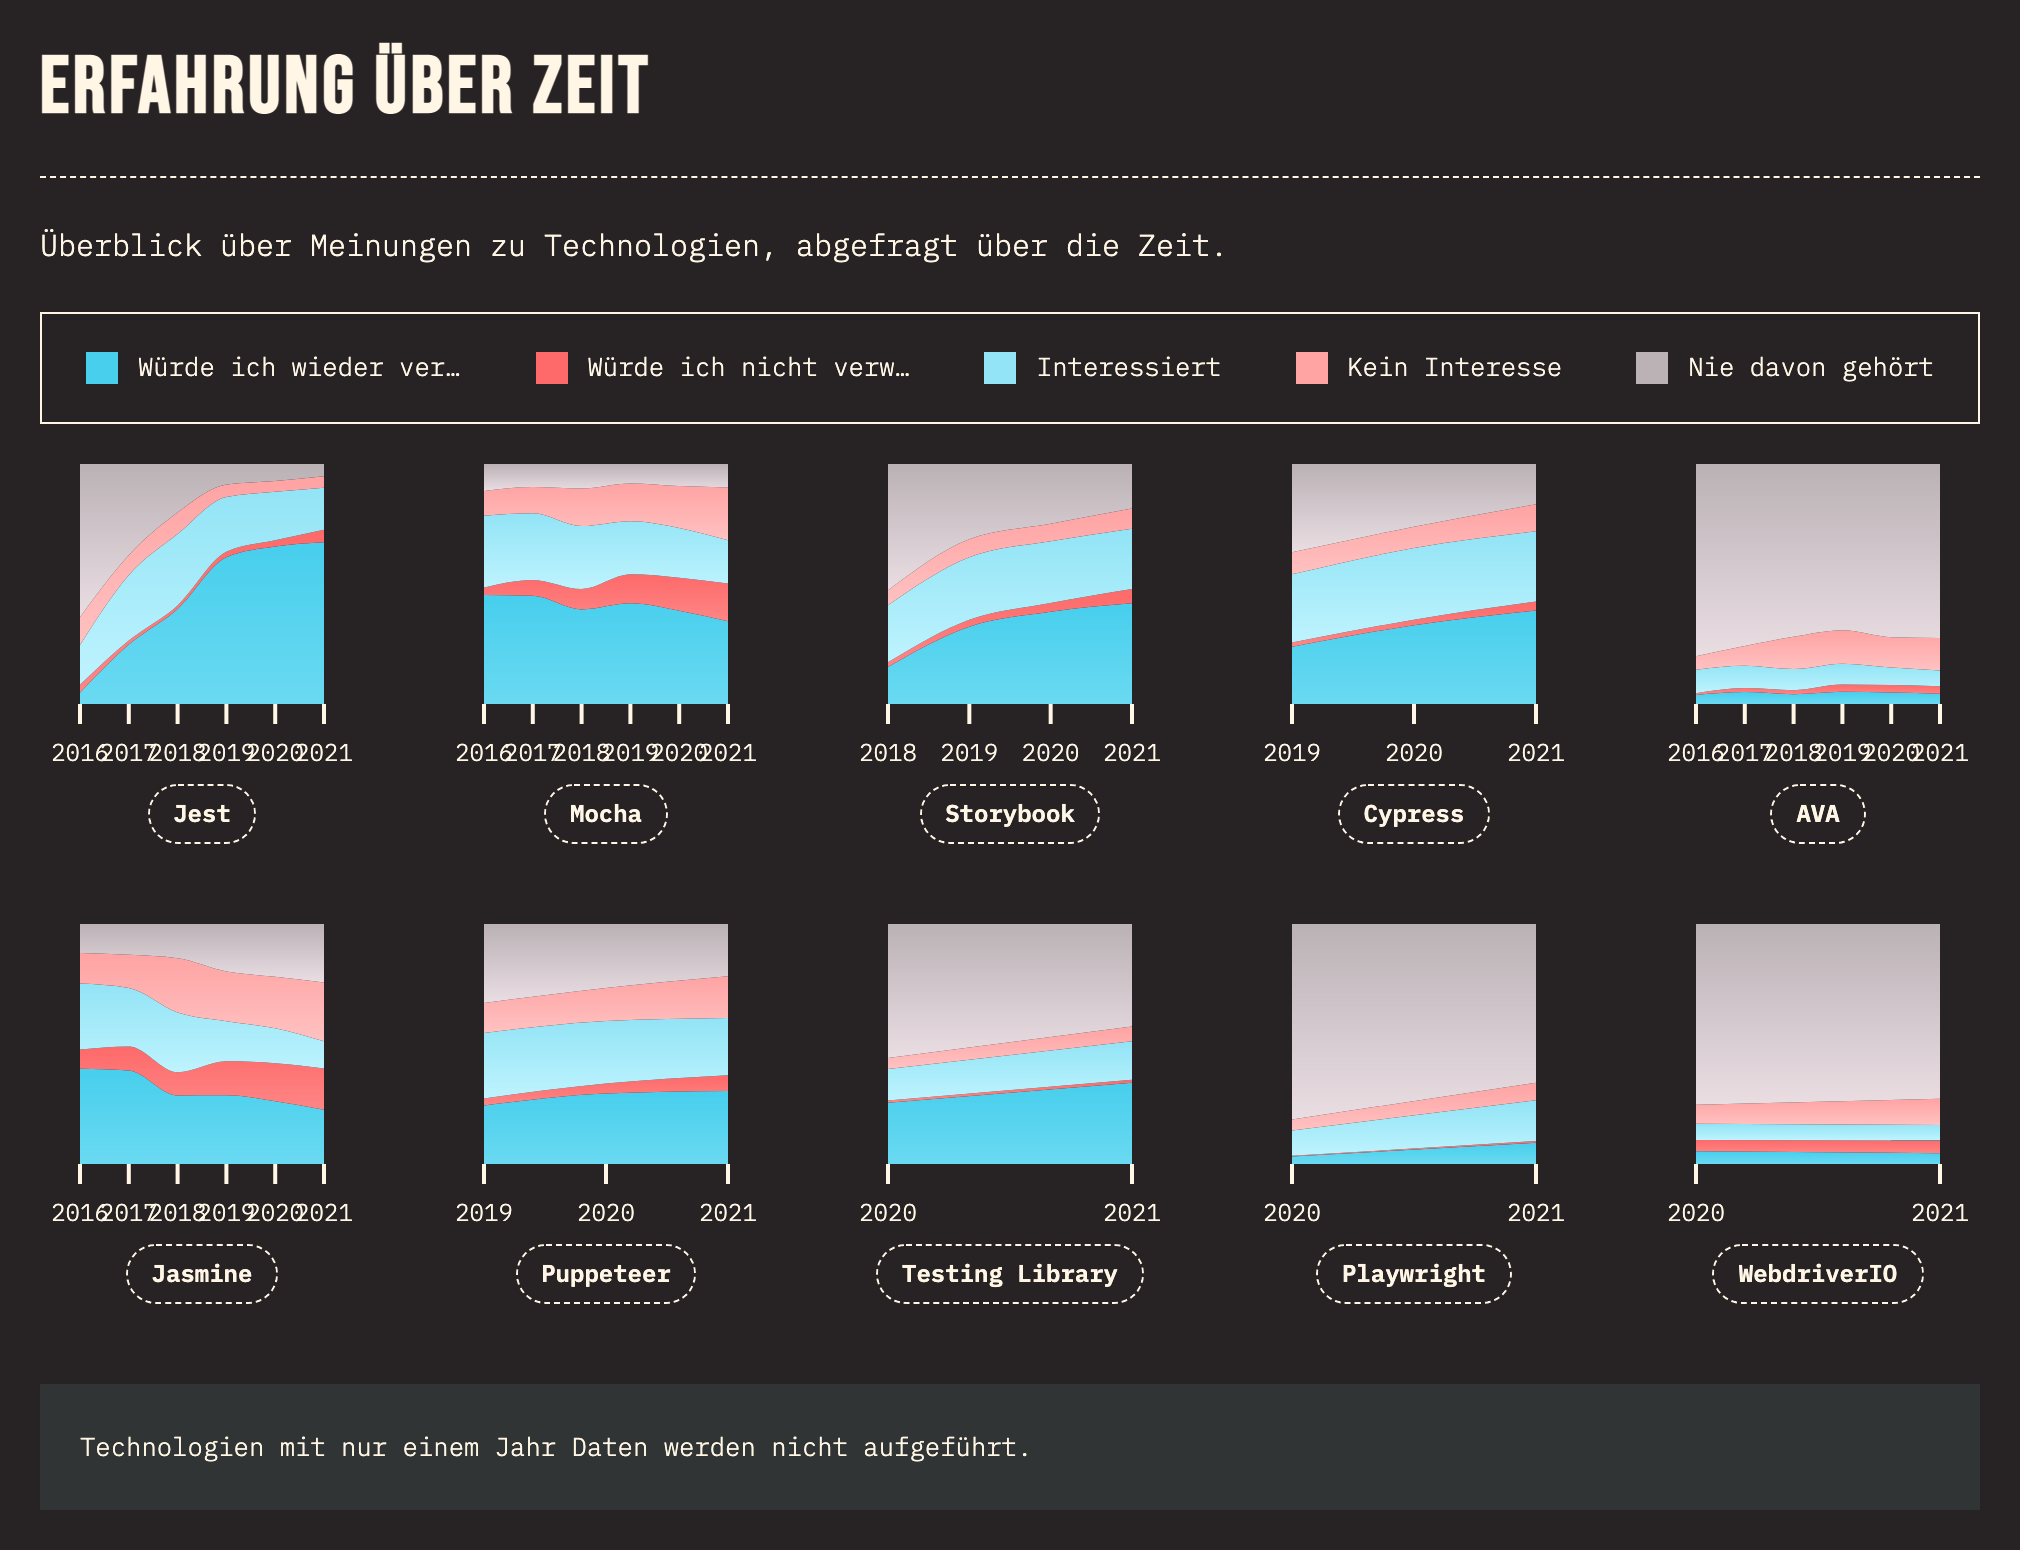 ERFAHRUNG ÜBER ZEIT
Überblick über Meinungen zu Technologien, abgefragt über die Zeit.
Würde ich wieder ver… Würde ich nicht verw… Interessiert Kein Interesse Nie davon gehört
2016 2017 2018 2019 2020 2021 2016 2017 2018 2019 2020 2021 2018 2019 2020 2021 2019 2020 2021 2016 2017 2018 2019 2020 2021
Jest Mocha Storybook Cypress AVA
2016 2017 2018 2019 2020 2021 2019 2020 2021 2020 2021 2020 2021 2020 2021
Jasmine Puppeteer Testing Library Playwright WebdriverIO
Technologien mit nur einem Jahr Daten werden nicht aufgeführt.